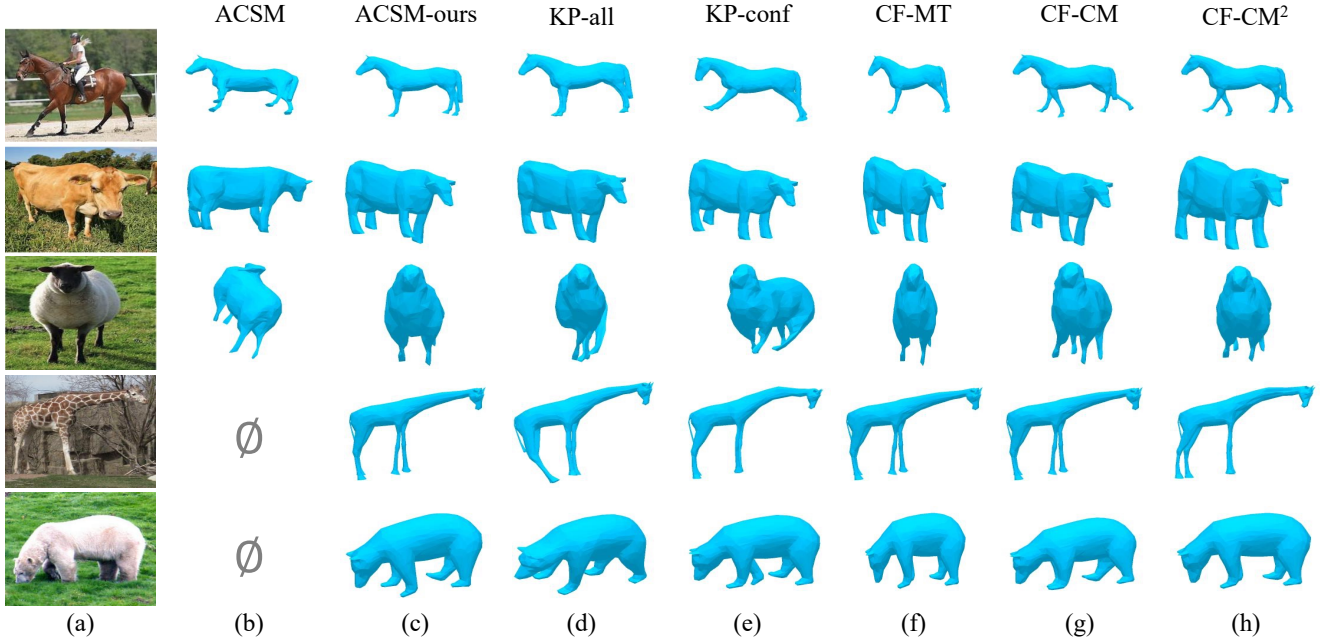 ACSM ACSM-ours KP-all KP-conf CF-MT CF-CM CF-CM²
∅
∅
(a) (b) (c) (d) (e) (f) (g) (h)